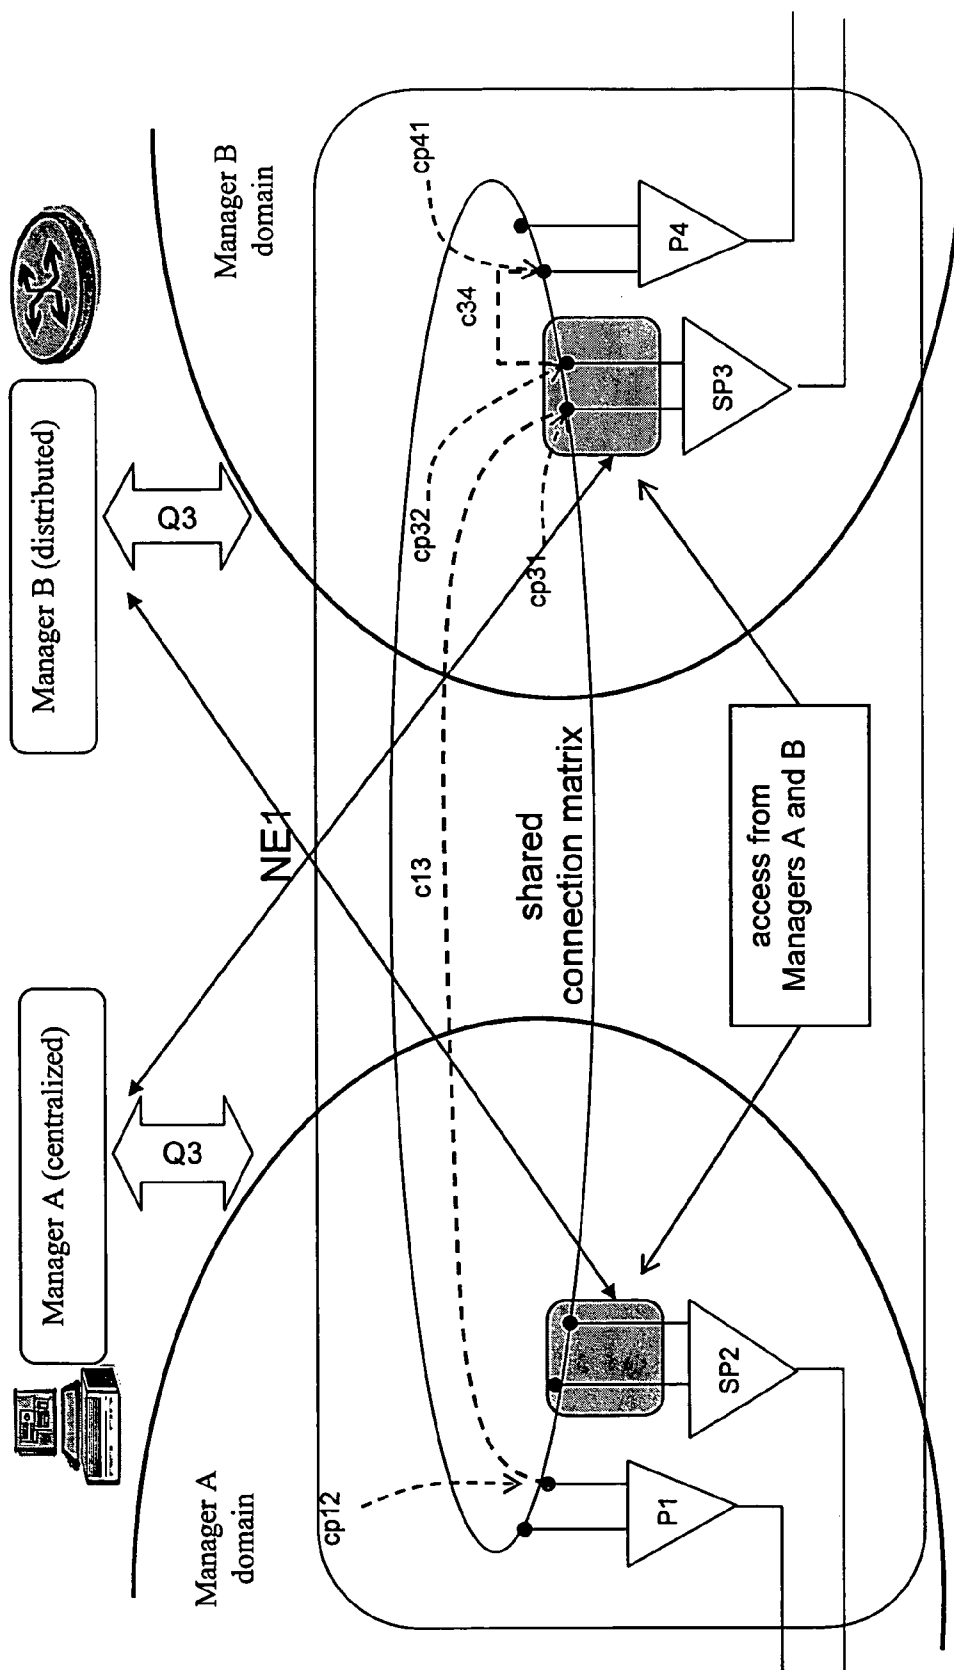 Manager A (centralized)
Manager B (distributed)
Q3
Q3
Manager A
domain
Manager B
domain
NE1
cp12
c13
cp32
cp31
c34
cp41
shared
connection matrix
P1
SP2
SP3
P4
access from
Managers A and B